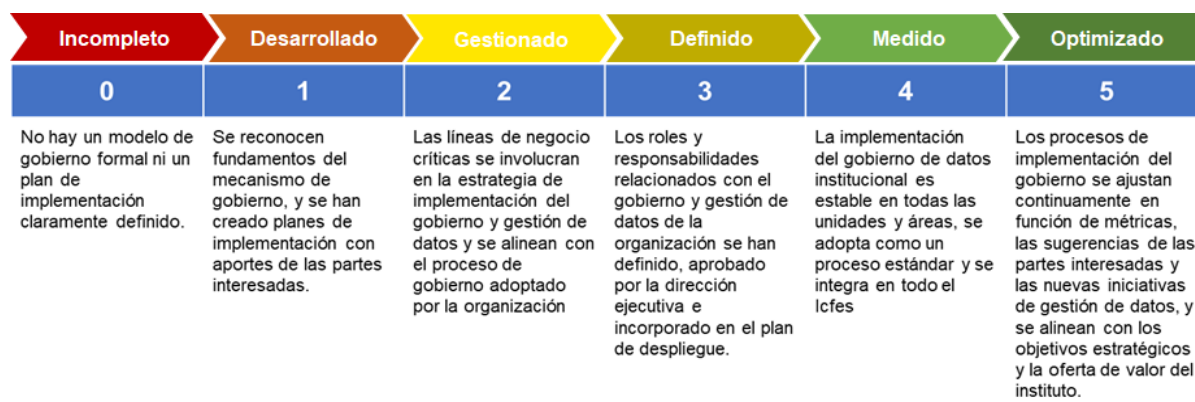 Incompleto
Desarrollado
Gestionado
Definido
Medido
Optimizado
0
1
2
3
4
5
No hay un modelo de
gobierno formal ni un
plan de
implementación
claramente definido.
Se reconocen
fundamentos del
mecanismo de
gobierno, y se han
creado planes de
implementación con
aportes de las partes
interesadas.
Las líneas de negocio
críticas se involucran
en la estrategia de
implementación del
gobierno y gestión de
datos y se alinean con
el proceso de
gobierno adoptado
por la organización
Los roles y
responsabilidades
relacionados con el
gobierno y gestión de
datos de la
organización se han
definido, aprobado
por la dirección
ejecutiva e
incorporado en el plan
de despliegue.
La implementación
del gobierno de datos
institucional es
estable en todas las
unidades y áreas, se
adopta como un
proceso estándar y se
integra en todo el
Icfes
Los procesos de
implementación del
gobierno se ajustan
continuamente en
función de métricas,
las sugerencias de las
partes interesadas y
las nuevas iniciativas
de gestión de datos, y
se alinean con los
objetivos estratégicos
y la oferta de valor del
instituto.